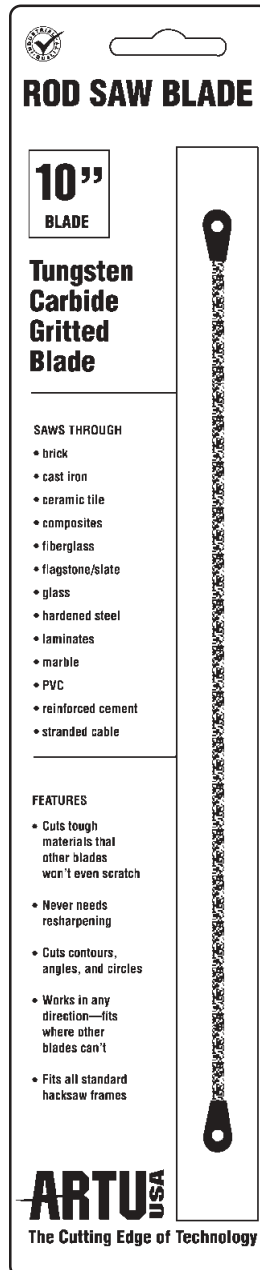 INDUSTRIAL
HI-QUALITY
ROD SAW BLADE
10”
BLADE
Tungsten
Carbide
Gritted
Blade
SAWS THROUGH
• brick
• cast iron
• ceramic tile
• composites
• fiberglass
• flagstone/slate
• glass
• hardened steel
• laminates
• marble
• PVC
• reinforced cement
• stranded cable
FEATURES
• Cuts tough
materials that
other blades
won’t even scratch
• Never needs
resharpening
• Cuts contours,
angles, and circles
• Works in any
direction—fits
where other
blades can’t
• Fits all standard
hacksaw frames
ARTU USA
The Cutting Edge of Technology